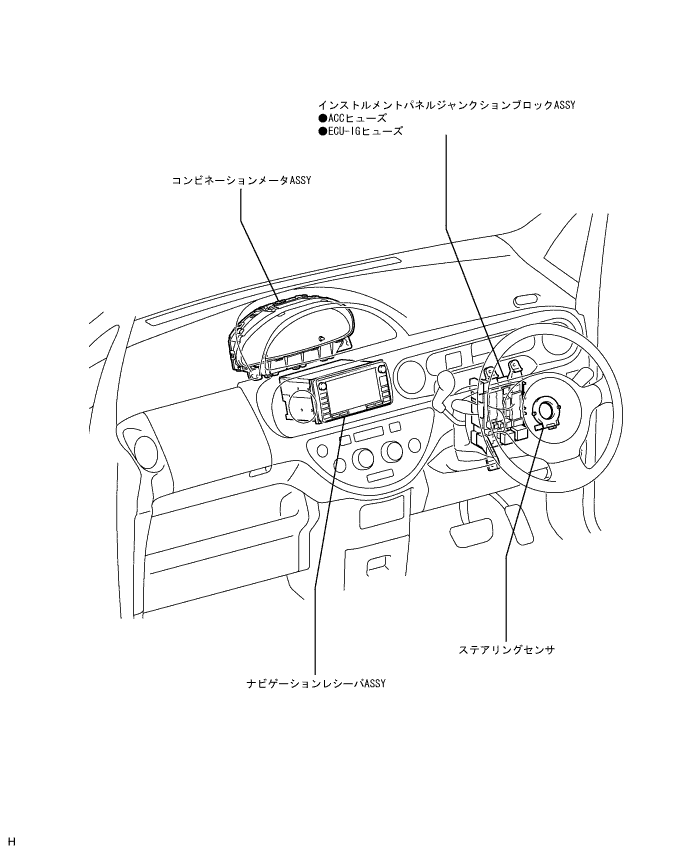 インストルメントパネルジャンクションブロックASSY
●ACCヒューズ
●ECU-IGヒューズ
コンビネーションメータASSY
ステアリングセンサ
ナビゲーションレシーバASSY
H